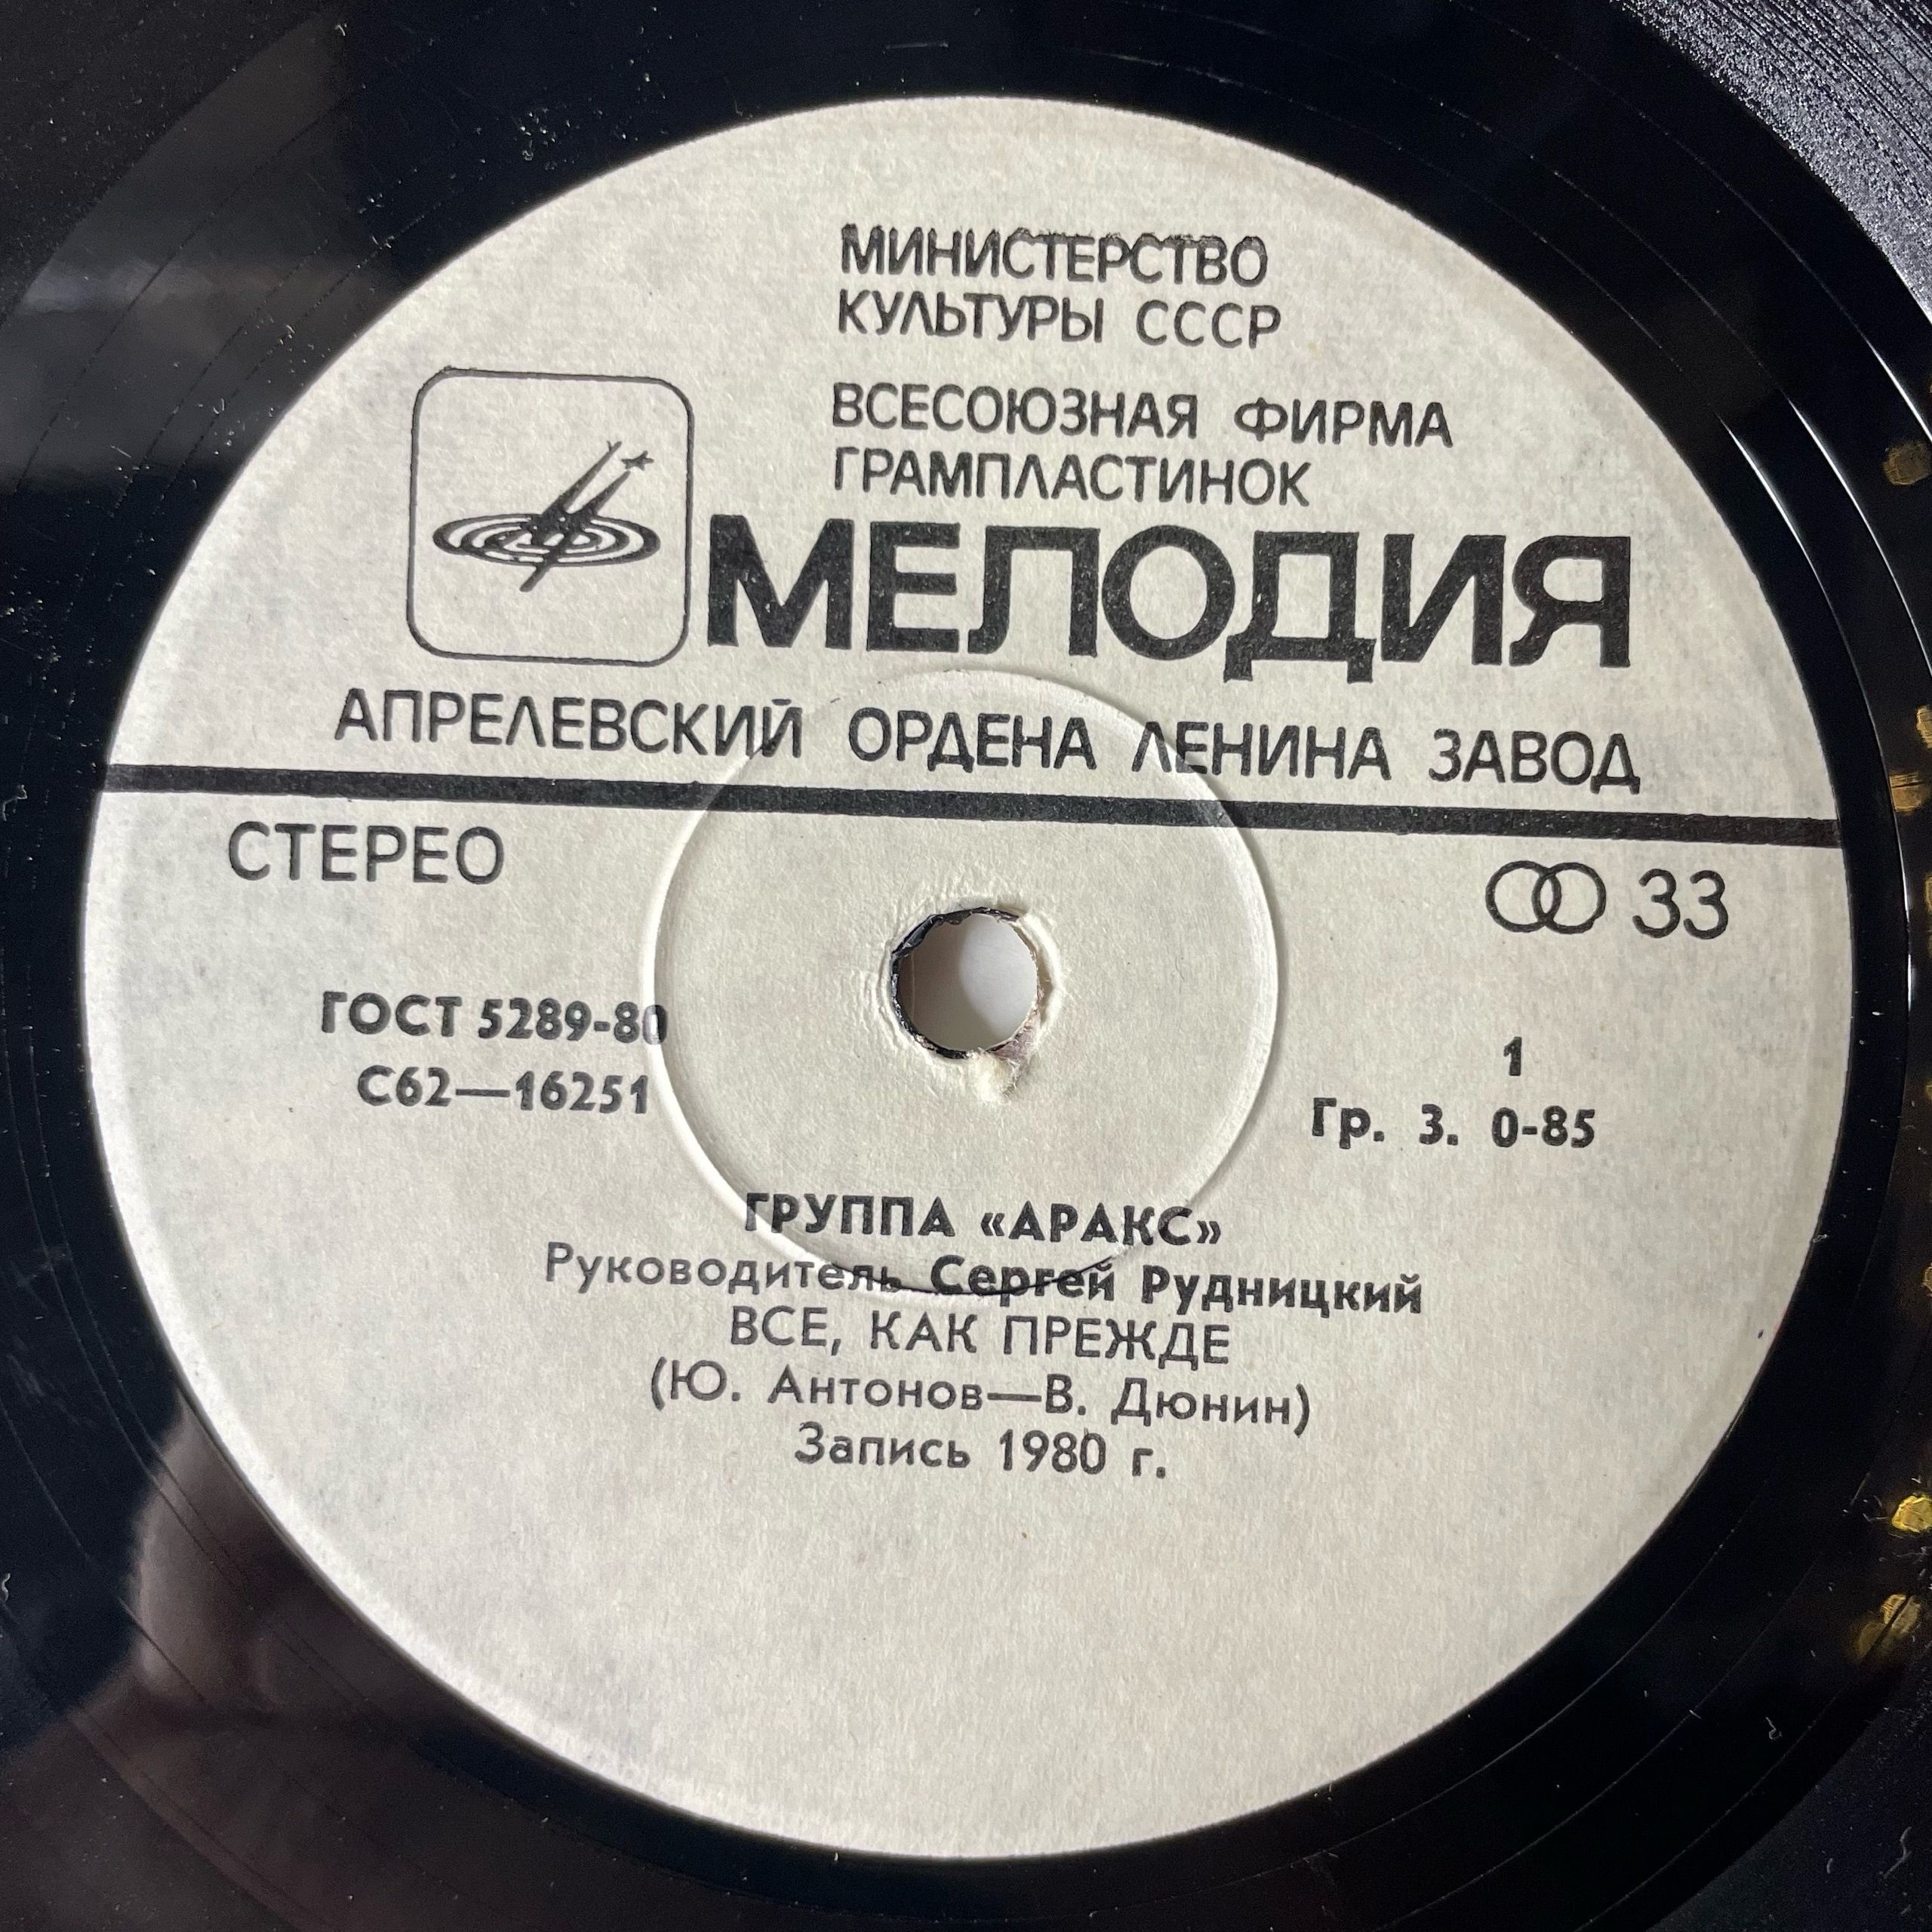 МИНИСТЕРСТВО
КУЛЬТУРЫ СССР
ВСЕСОЮЗНАЯ ФИРМА
ГРАМПЛАСТИНОК
МЕЛОДИЯ
АПРЕЛЕВСКИЙ ОРДЕНА ЛЕНИНА ЗАВОД
СТЕРЕО
33
ГОСТ 5289-80
С62—16251
1
Гр. 3. 0-85
ГРУППА «АРАКС»
Руководитель Сергей Рудницкий
ВСЕ, КАК ПРЕЖДЕ
(Ю. Антонов—В. Дюнин)
Запись 1980 г.